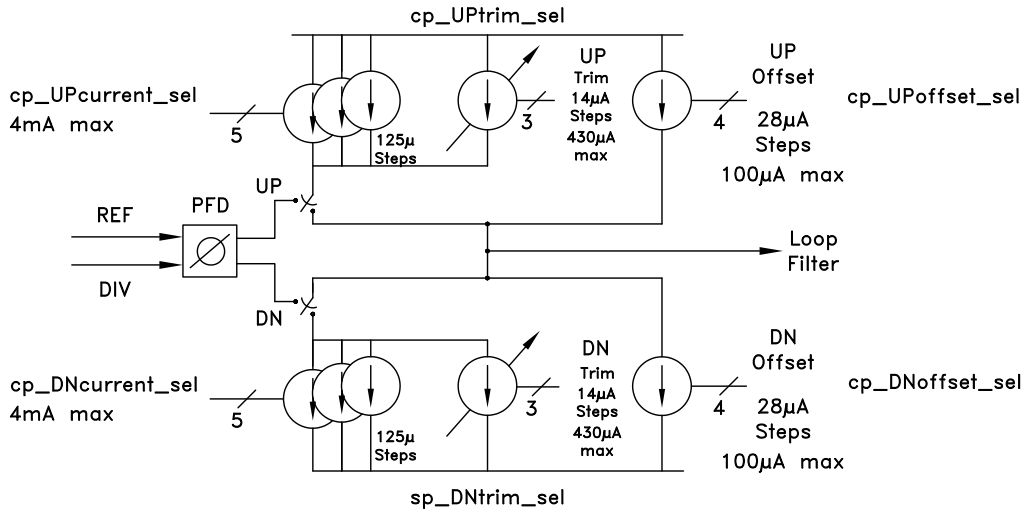 cp_UPtrim_sel
cp_UPcurrent_sel
4mA max
5
125µ
Steps
3
UP
Trim
14µA
Steps
430µA
max
4
UP
Offset
28µA
Steps
100µA max
cp_UPoffset_sel
UP
PFD
REF
DIV
DN
Loop
Filter
cp_DNcurrent_sel
4mA max
5
125µ
Steps
3
DN
Trim
14µA
Steps
430µA
max
4
DN
Offset
28µA
Steps
100µA max
cp_DNoffset_sel
sp_DNtrim_sel